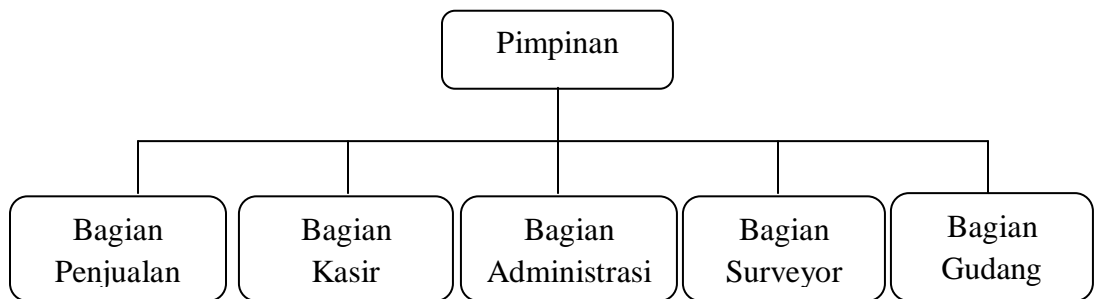 Pimpinan
Bagian
Penjualan
Bagian
Kasir
Bagian
Administrasi
Bagian
Surveyor
Bagian
Gudang